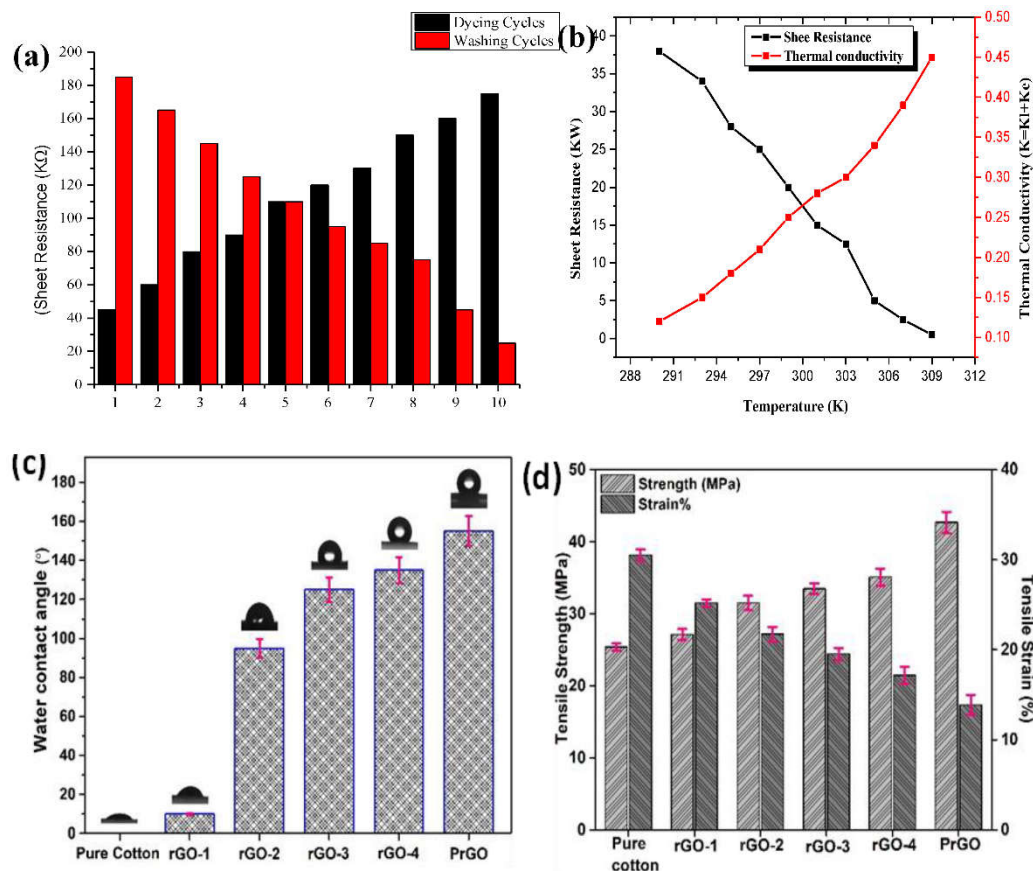 (a)
Dyeing Cycles
Washing Cycles
(Sheet Resistance (KΩ)
200
180
160
140
120
100
80
60
40
20
0
1 2 3 4 5 6 7 8 9 10
(b)
Shee Resistance
Thermal conductivity
Sheet Resistance (KW)
40
35
30
25
20
15
10
5
0
Thermal Conductivity (K=Kl+Ke)
0.50
0.45
0.40
0.35
0.30
0.25
0.20
0.15
0.10
288 291 294 297 300 303 306 309 312
Temperature (K)
(c)
Water contact angle (°)
180
160
140
120
100
80
60
40
20
0
Pure Cotton rGO-1 rGO-2 rGO-3 rGO-4 PrGO
(d)
Strength (MPa)
Strain%
Tensile Strength (MPa)
50
40
30
20
10
0
Tensile Strain (%)
40
30
20
10
0
Pure rGO-1 rGO-2 rGO-3 rGO-4 PrGO
cotton